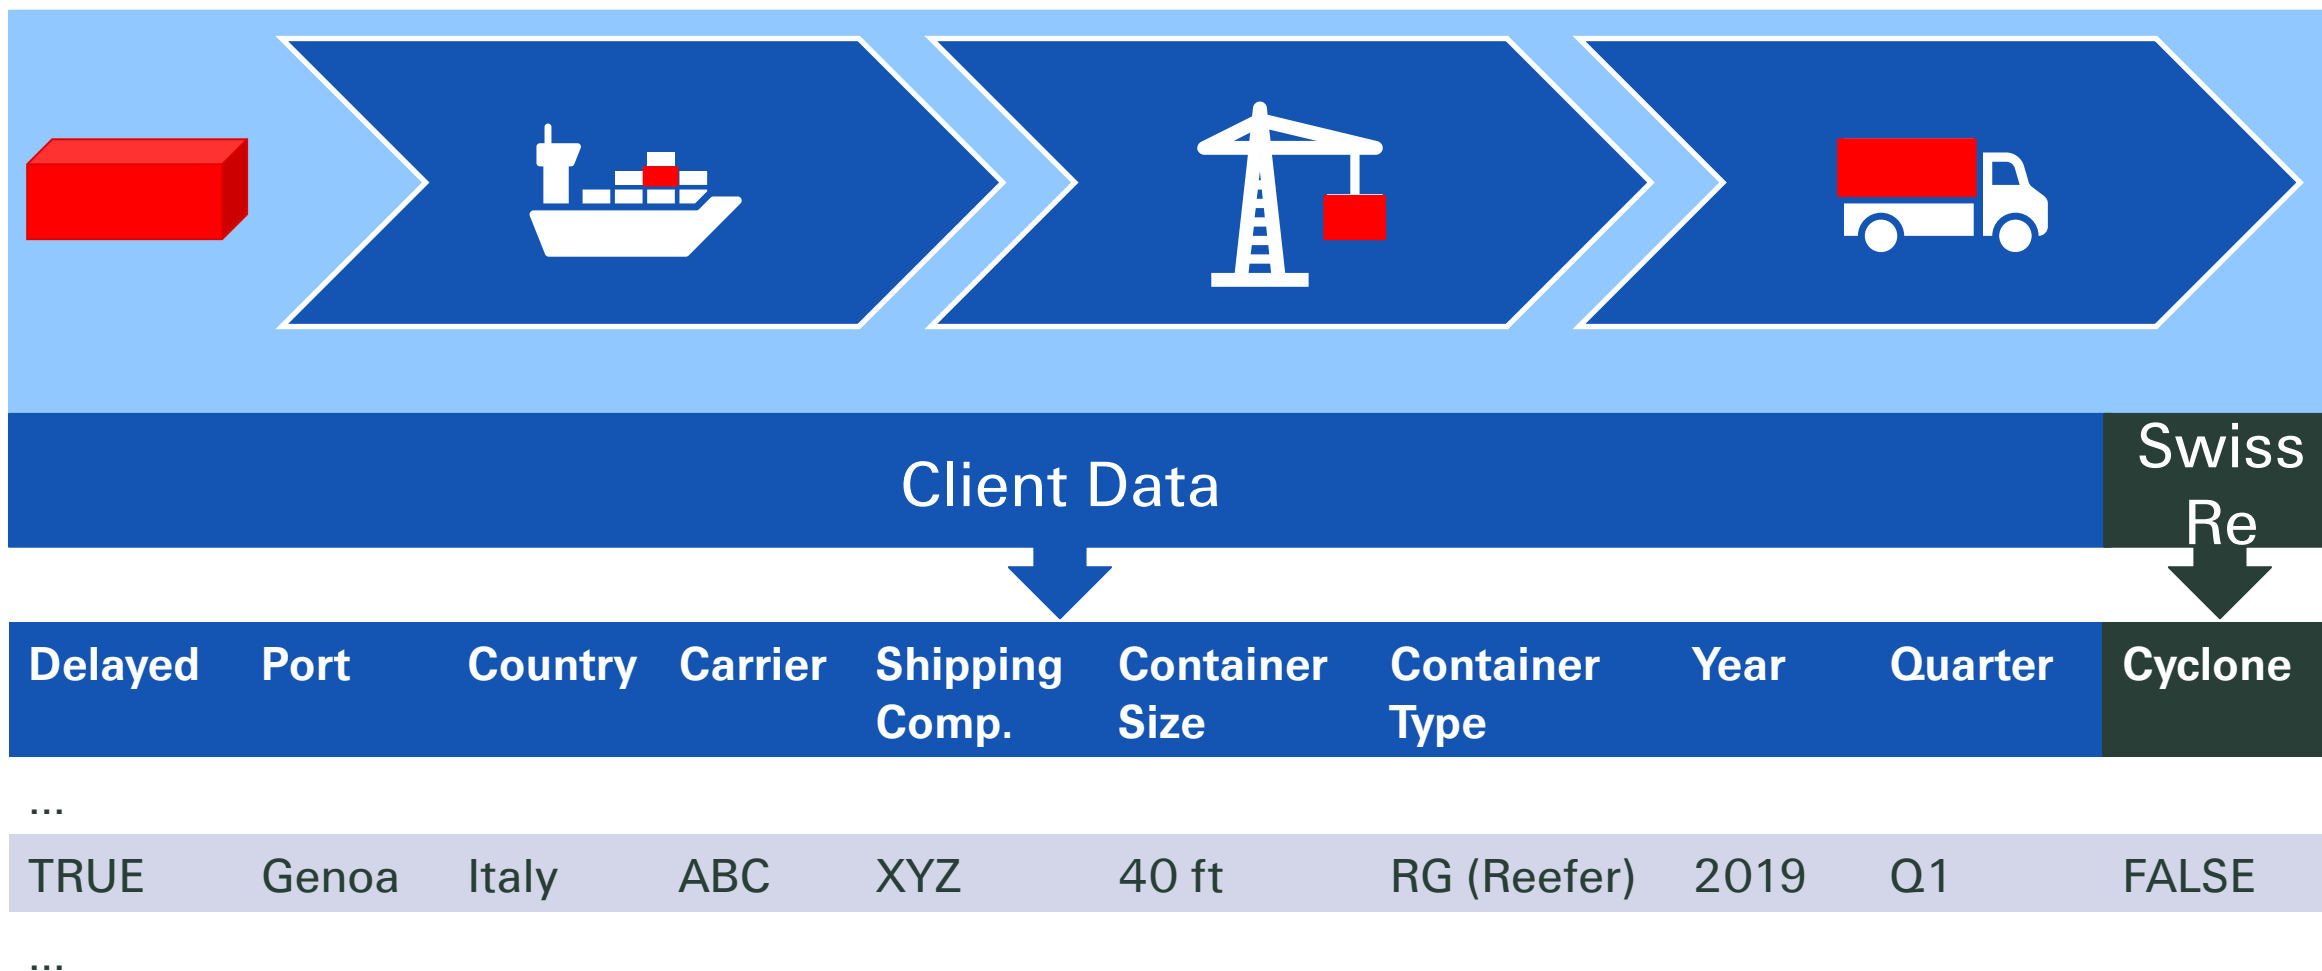 Client Data
Swiss
Re
Delayed Port Country Carrier Shipping Comp. Container Size Container Type Year Quarter Cyclone
...
TRUE Genoa Italy ABC XYZ 40 ft RG (Reefer) 2019 Q1 FALSE
...